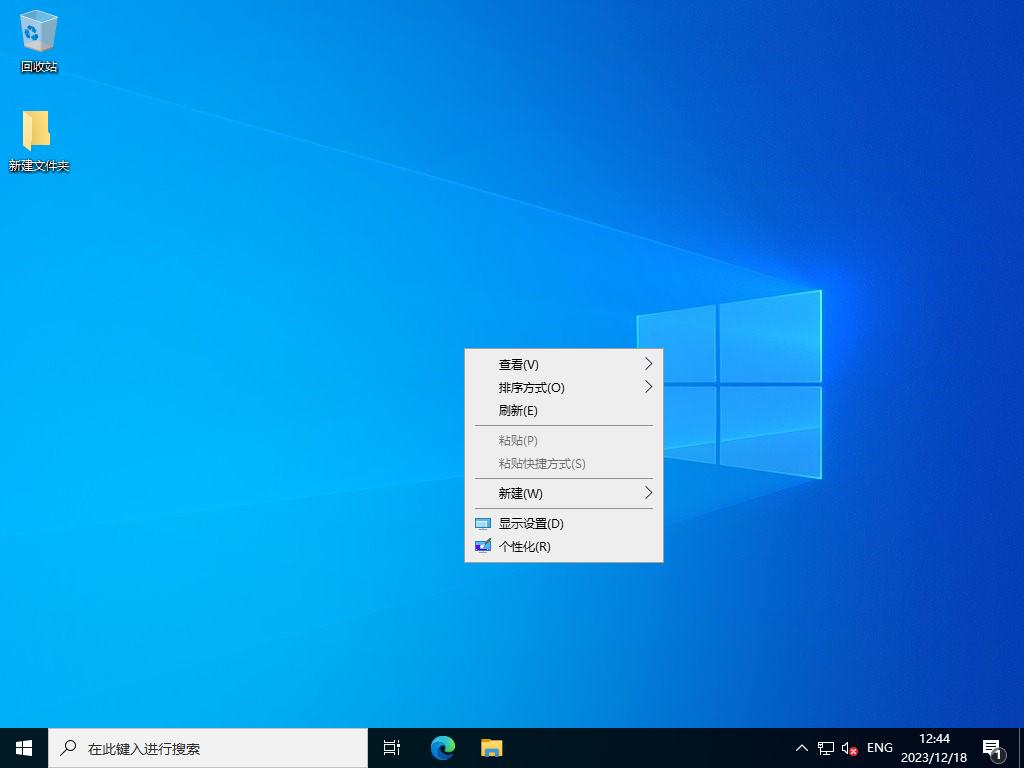 回收站
新建文件夹
查看(V)
排序方式(O)
刷新(E)
粘贴(P)
粘贴快捷方式(S)
新建(W)
显示设置(D)
个性化(R)
在此键入进行搜索
ENG
12:44
2023/12/18
1